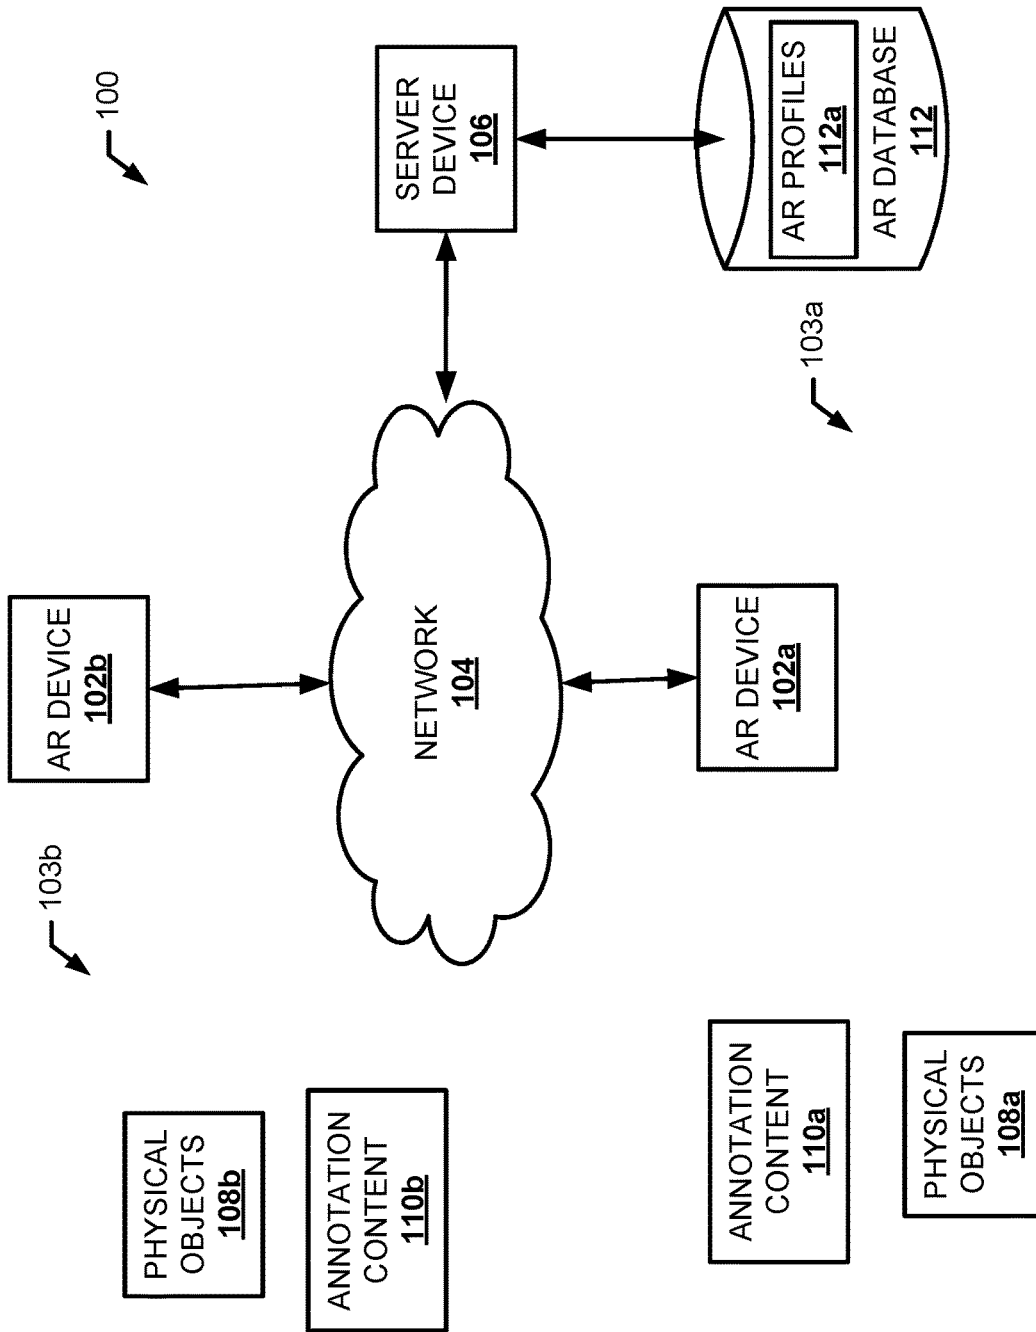 AR DEVICE
102b
103b
100
PHYSICAL
OBJECTS
108b
ANNOTATION
CONTENT
110b
NETWORK
104
SERVER
DEVICE
106
ANNOTATION
CONTENT
110a
AR DEVICE
102a
103a
AR PROFILES
112a
AR DATABASE
112
PHYSICAL
OBJECTS
108a